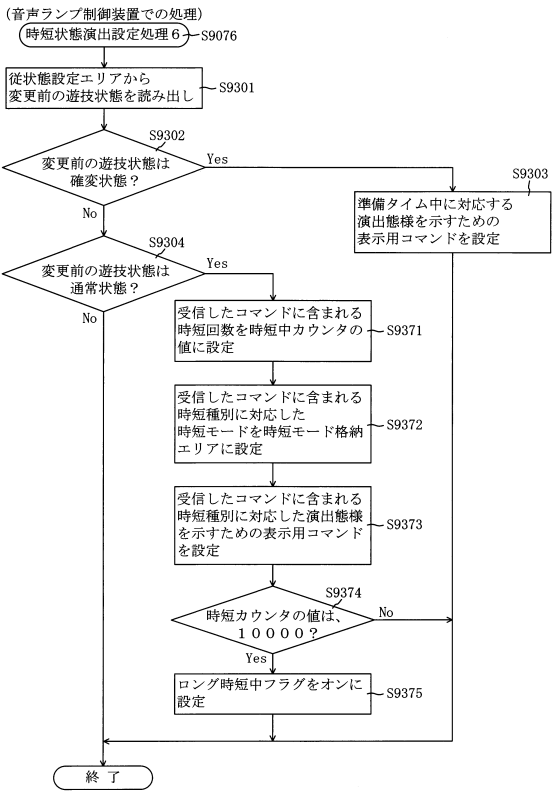 (音声ランプ制御装置での処理)
時短状態演出設定処理6
S9076
従状態設定エリアから
変更前の遊技状態を読み出し
S9301
S9302
変更前の遊技状態は
確変状態?
Yes
No
S9303
準備タイム中に対応する
演出態様を示すための
表示用コマンドを設定
S9304
変更前の遊技状態は
通常状態?
Yes
No
受信したコマンドに含まれる
時短回数を時短中カウンタの
値に設定
S9371
受信したコマンドに含まれる
時短種別に対応した
時短モードを時短モード格納
エリアに設定
S9372
受信したコマンドに含まれる
時短種別に対応した演出態様
を示すための表示用コマンド
を設定
S9373
S9374
時短カウンタの値は、
10000?
No
Yes
ロング時短中フラグをオンに
設定
S9375
終了